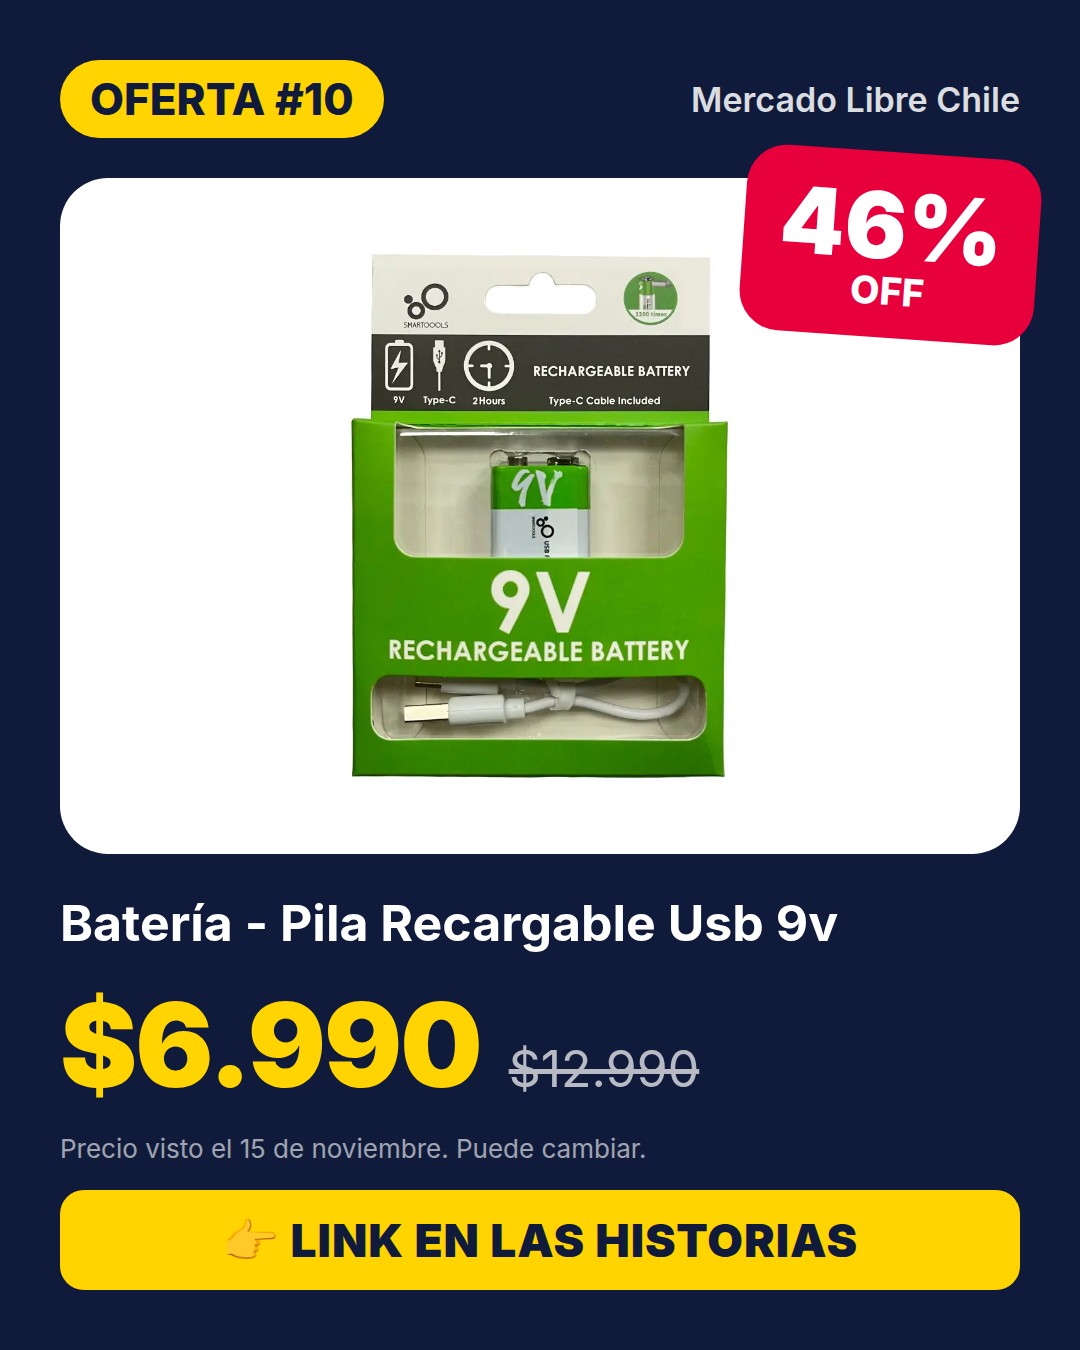 OFERTA #10
Mercado Libre Chile
46%
OFF
SMARTOOOLS
1200 times
9V
Type-C
2Hours
RECHARGEABLE BATTERY
Type-C Cable Included
9V
9V
RECHARGEABLE BATTERY
Batería - Pila Recargable Usb 9v
$6.990 $12.990
Precio visto el 15 de noviembre. Puede cambiar.
👉 LINK EN LAS HISTORIAS